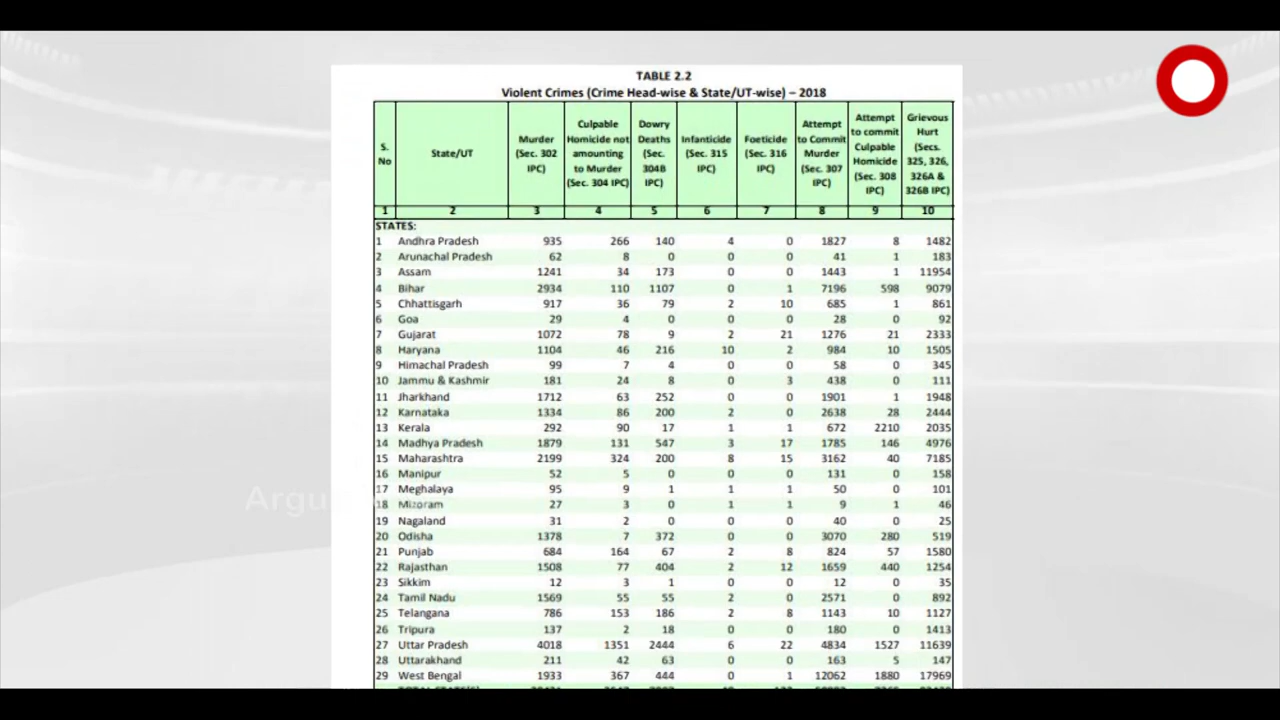 TABLE 2.2
Violent Crimes (Crime Head-wise & State/UT-wise) – 2018
S. No State/UT Murder (Sec. 302 IPC) Culpable Homicide not amounting to Murder (Sec. 304 IPC) Dowry Deaths (Sec. 304B IPC) Infanticide (Sec. 315 IPC) Foeticide (Sec. 316 IPC) Attempt to Commit Murder (Sec. 307 IPC) Attempt to commit Culpable Homicide (Sec. 308 IPC) Grievous Hurt (Secs. 325, 326, 326A & 326B IPC)
1 2 3 4 5 6 7 8 9 10
STATES:
1 Andhra Pradesh 935 266 140 4 0 1827 8 1482
2 Arunachal Pradesh 62 8 0 0 0 41 1 183
3 Assam 1241 34 173 0 0 1443 1 11954
4 Bihar 2934 110 1107 0 1 7196 598 9079
5 Chhattisgarh 917 36 79 2 10 685 1 861
6 Goa 29 4 0 0 0 28 0 92
7 Gujarat 1072 78 9 2 21 1276 21 2333
8 Haryana 1104 46 216 10 2 984 10 1505
9 Himachal Pradesh 99 7 4 0 0 58 0 345
10 Jammu & Kashmir 181 24 8 0 3 438 0 111
11 Jharkhand 1712 63 252 0 0 1901 1 1948
12 Karnataka 1334 86 200 2 0 2638 28 2444
13 Kerala 292 90 17 1 1 672 2210 2035
14 Madhya Pradesh 1879 131 547 3 17 1785 146 4976
15 Maharashtra 2199 324 200 8 15 3162 40 7185
16 Manipur 52 5 0 0 0 131 0 158
17 Meghalaya 95 9 1 1 1 50 0 101
18 Mizoram 27 3 0 1 1 9 1 46
19 Nagaland 31 2 0 0 0 40 0 25
20 Odisha 1378 7 372 0 0 3070 280 519
21 Punjab 684 164 67 2 8 824 57 1580
22 Rajasthan 1508 77 404 2 12 1659 440 1254
23 Sikkim 12 3 1 0 0 12 0 35
24 Tamil Nadu 1569 55 55 2 0 2571 0 892
25 Telangana 786 153 186 2 8 1143 10 1127
26 Tripura 137 2 18 0 0 180 0 1413
27 Uttar Pradesh 4018 1351 2444 6 22 4834 1527 11639
28 Uttarakhand 211 42 63 0 0 163 5 147
29 West Bengal 1933 367 444 0 1 12062 1880 17969